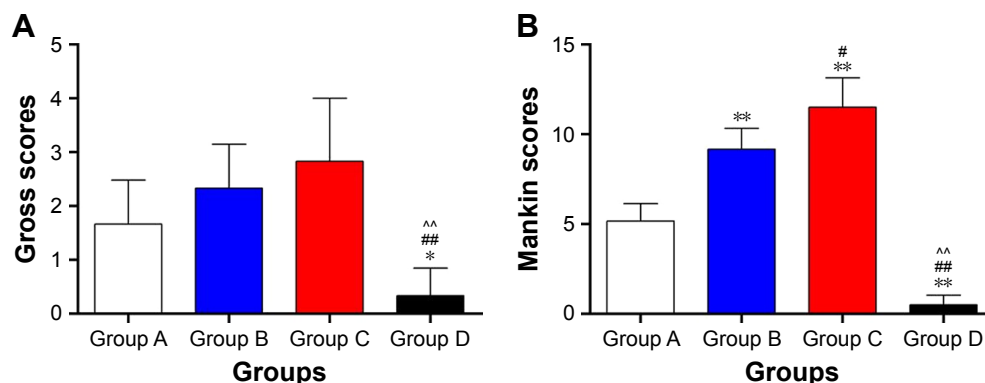 A
Gross scores
5
4
3
2
1
0
^^
##
*
Group A Group B Group C Group D
Groups
B
Mankin scores
15
10
5
0
**
#
**
^^
##
**
Group A Group B Group C Group D
Groups